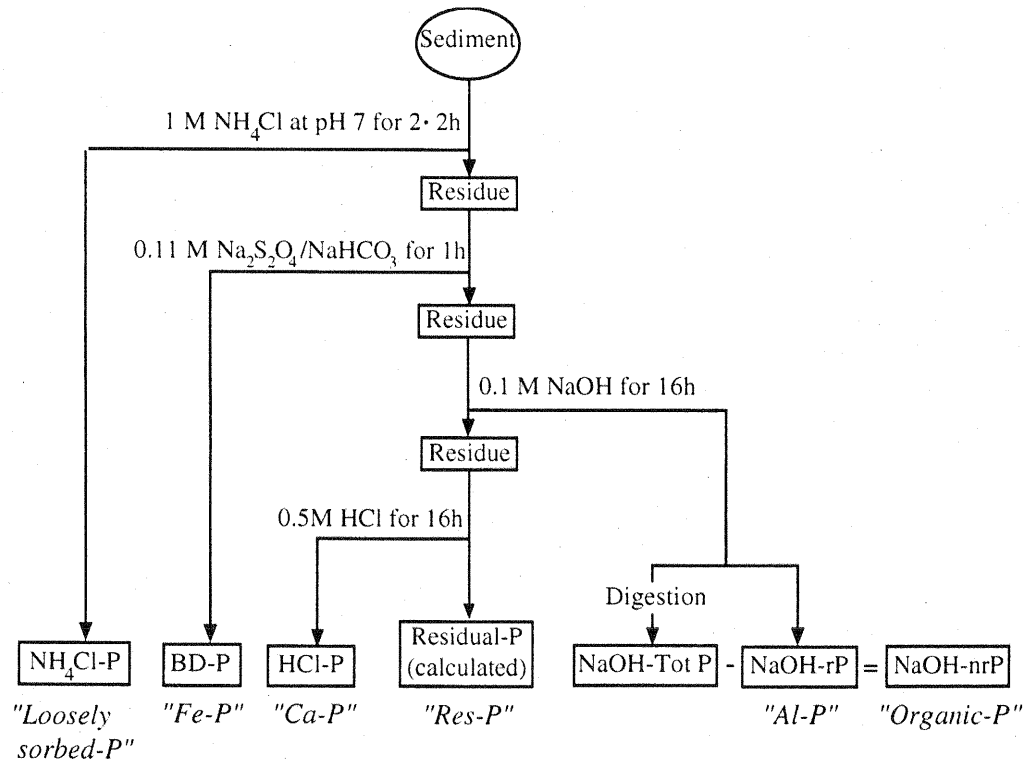 Sediment
1 M NH₄Cl at pH 7 for 2· 2h
Residue
0.11 M Na₂S₂O₄/NaHCO₃ for 1h
Residue
0.1 M NaOH for 16h
Residue
0.5M HCl for 16h
Digestion
NH₄Cl-P
BD-P
HCl-P
Residual-P
(calculated)
NaOH-Tot P - NaOH-rP = NaOH-nrP
"Loosely
sorbed-P"
"Fe-P"
"Ca-P"
"Res-P"
"Al-P"
"Organic-P"